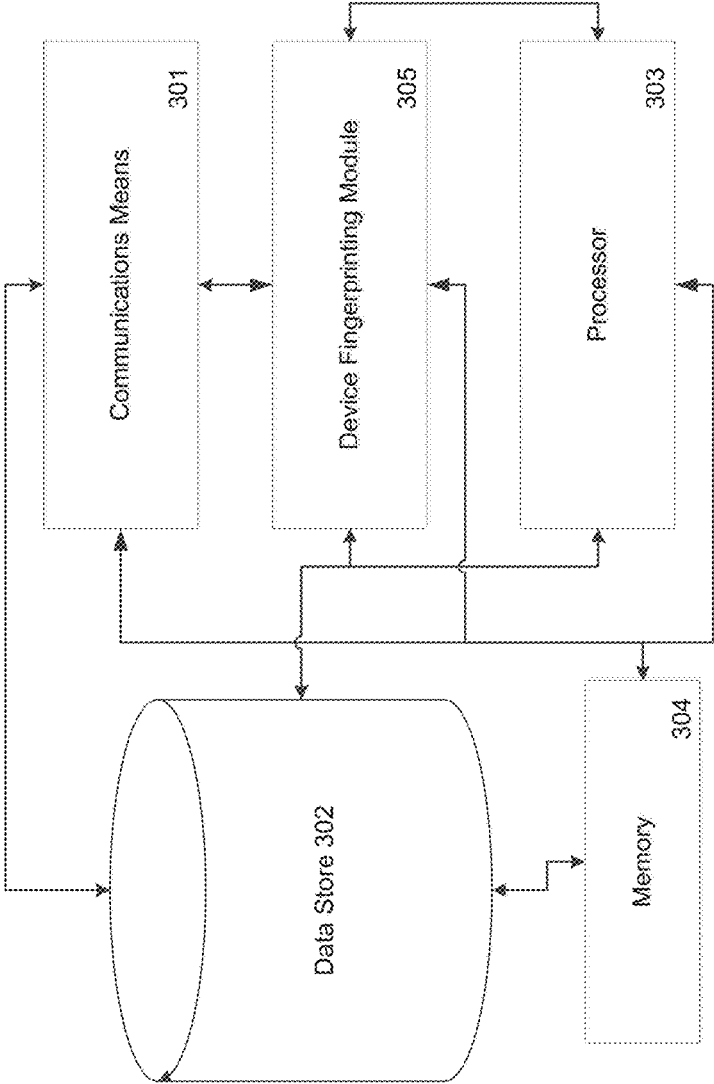 Communications Means
301
Device Fingerprinting Module
305
Processor
303
Data Store 302
Memory
304